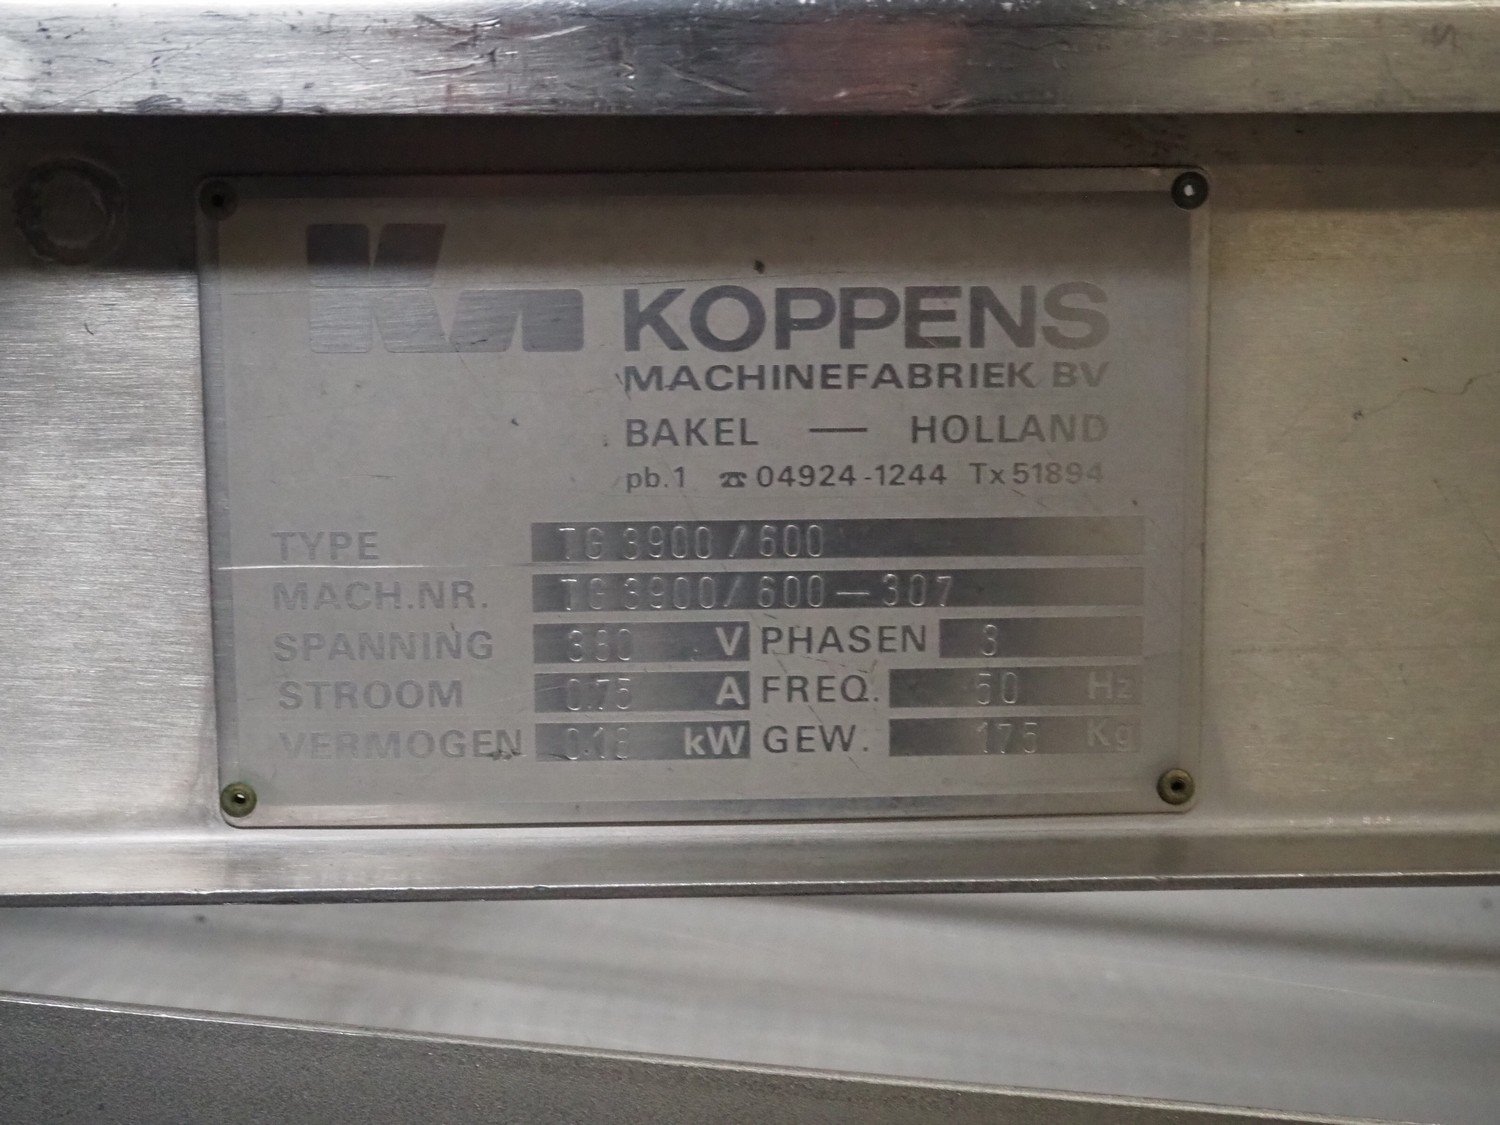 KOPPENS
MACHINEFABRIEK BV
BAKEL — HOLLAND
pb.1 ☎ 04924-1244 Tx 51894
TYPE TG 3900/600
MACH.NR. TG 3900/600-307
SPANNING 380 V PHASEN 3
STROOM 0.75 A FREQ. 50 Hz
VERMOGEN 0.18 kW GEW. 175 Kg